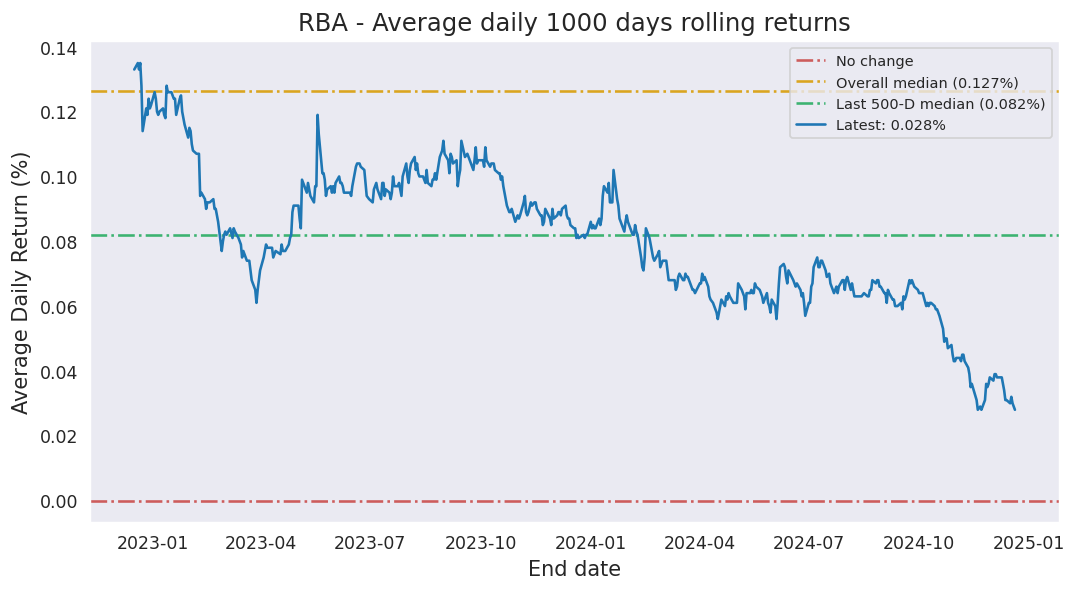 RBA - Average daily 1000 days rolling returns
0.14
0.12
0.10
0.08
0.06
0.04
0.02
0.00
Average Daily Return (%)
No change
Overall median (0.127%)
Last 500-D median (0.082%)
Latest: 0.028%
2023-01 2023-04 2023-07 2023-10 2024-01 2024-04 2024-07 2024-10 2025-01
End date